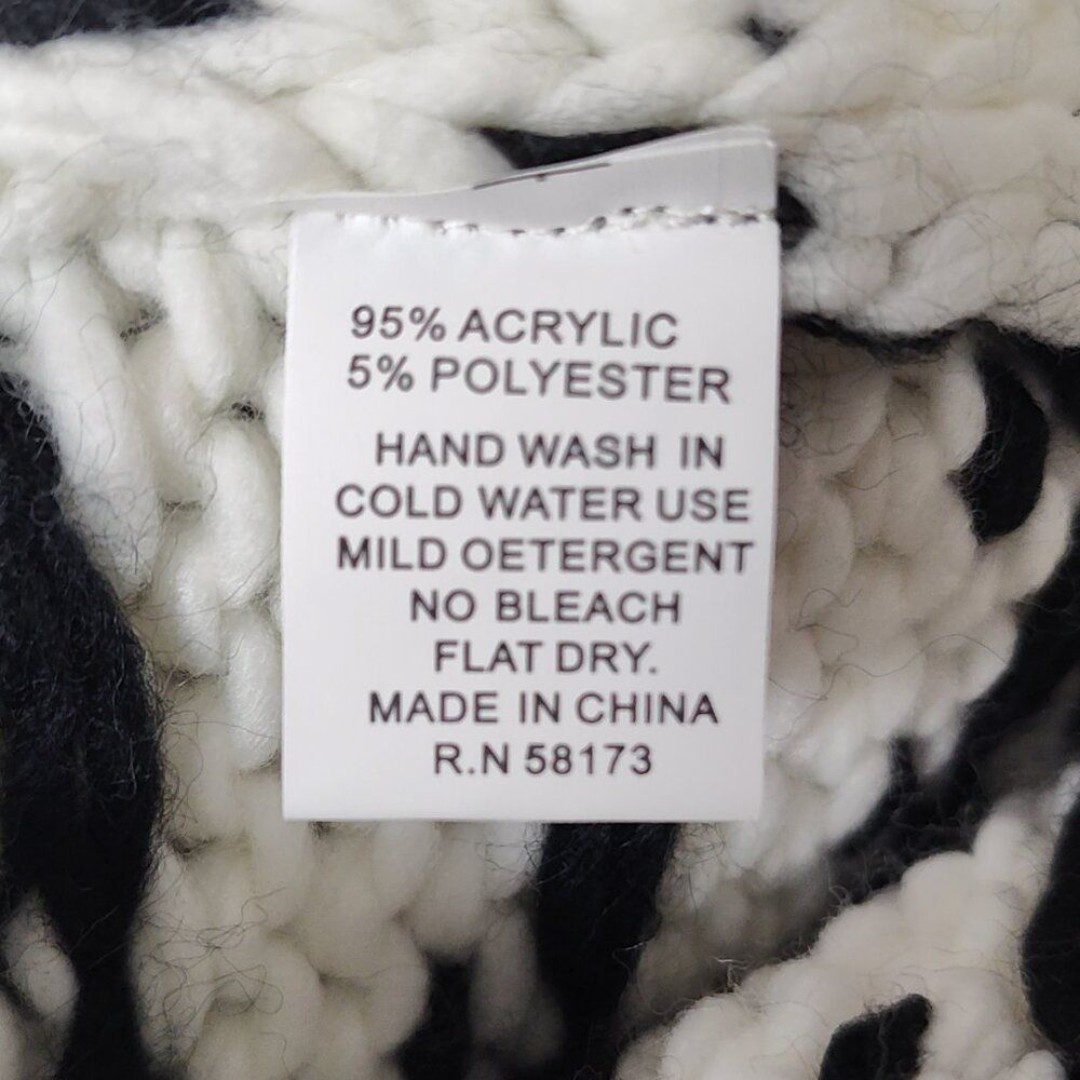 95% ACRYLIC
5% POLYESTER
HAND WASH IN
COLD WATER USE
MILD OETERGENT
NO BLEACH
FLAT DRY.
MADE IN CHINA
R.N 58173